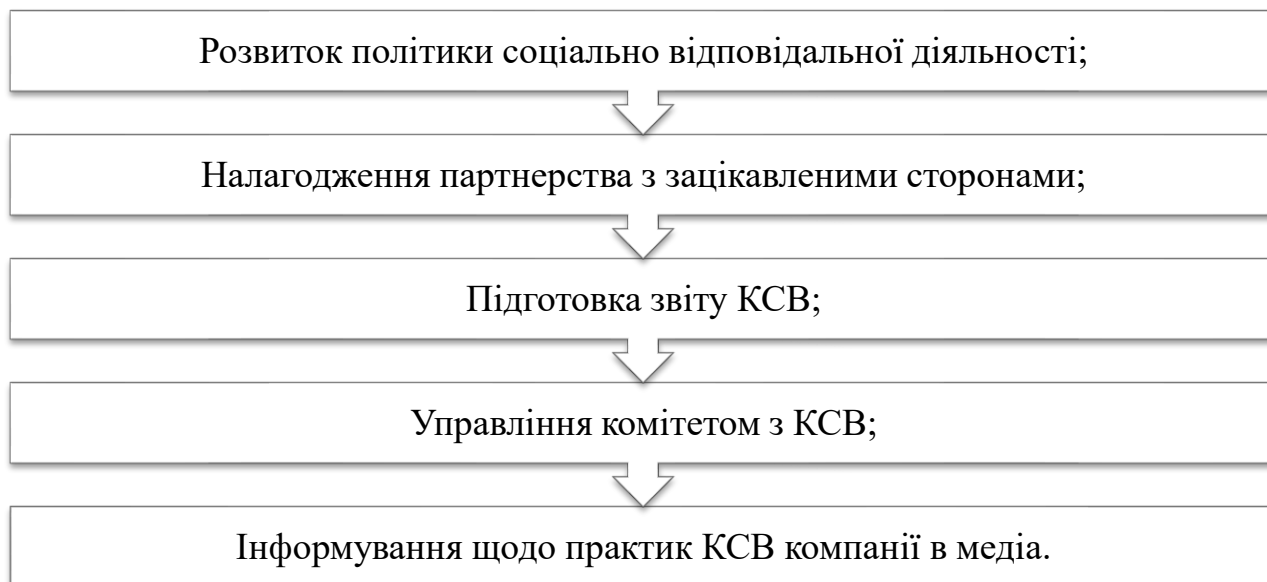 Розвиток політики соціально відповідальної діяльності;
Налагодження партнерства з зацікавленими сторонами;
Підготовка звіту КСВ;
Управління комітетом з КСВ;
Інформування щодо практик КСВ компанії в медіа.